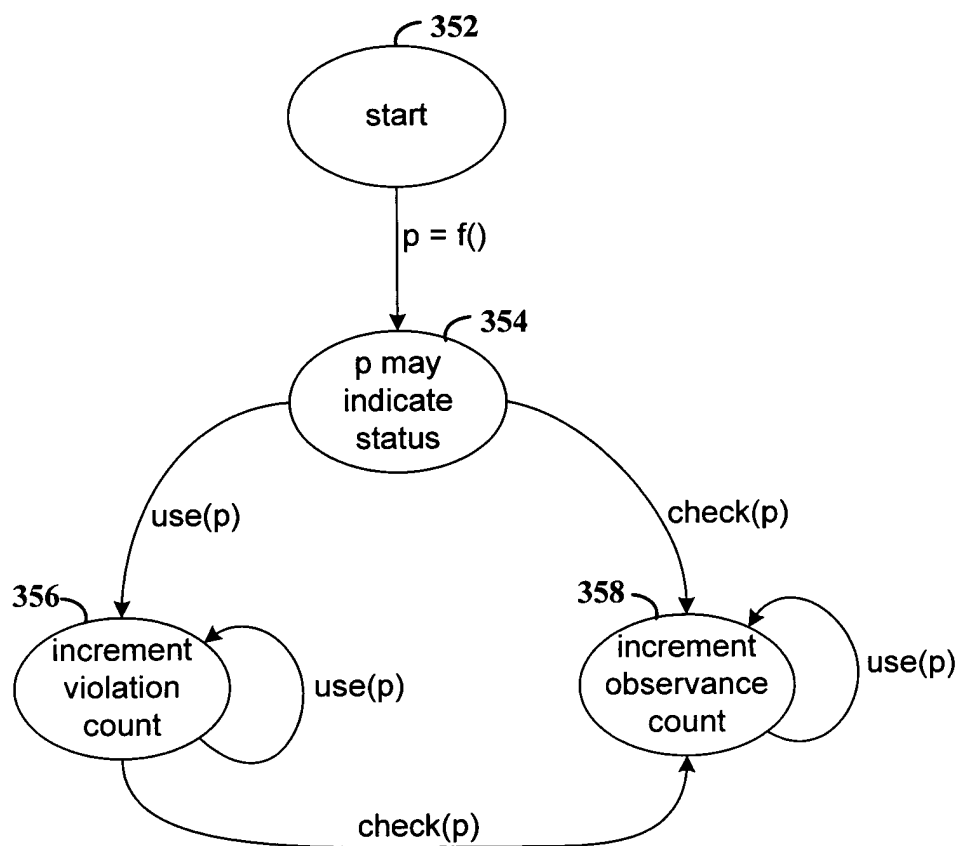 352
start
p = f()
354
p may
indicate
status
use(p)
check(p)
356
358
increment
violation
count
use(p)
increment
observance
count
use(p)
check(p)